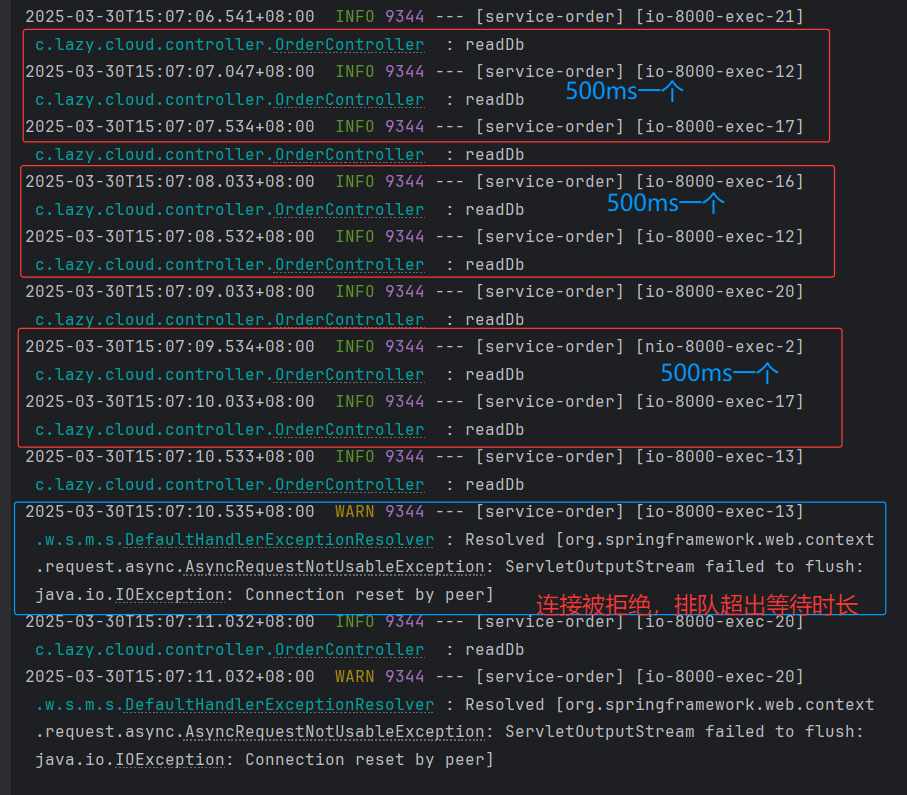 2025-03-30T15:07:06.541+08:00  INFO 9344 --- [service-order] [io-8000-exec-21]
c.lazy.cloud.controller.OrderController  : readDb
2025-03-30T15:07:07.047+08:00  INFO 9344 --- [service-order] [io-8000-exec-12]
c.lazy.cloud.controller.OrderController  : readDb
500ms一个
2025-03-30T15:07:07.534+08:00  INFO 9344 --- [service-order] [io-8000-exec-17]
c.lazy.cloud.controller.OrderController  : readDb
2025-03-30T15:07:08.033+08:00  INFO 9344 --- [service-order] [io-8000-exec-16]
c.lazy.cloud.controller.OrderController  : readDb
500ms一个
2025-03-30T15:07:08.532+08:00  INFO 9344 --- [service-order] [io-8000-exec-12]
c.lazy.cloud.controller.OrderController  : readDb
2025-03-30T15:07:09.033+08:00  INFO 9344 --- [service-order] [io-8000-exec-20]
c.lazy.cloud.controller.OrderController  : readDb
2025-03-30T15:07:09.534+08:00  INFO 9344 --- [service-order] [nio-8000-exec-2]
c.lazy.cloud.controller.OrderController  : readDb
500ms一个
2025-03-30T15:07:10.033+08:00  INFO 9344 --- [service-order] [io-8000-exec-17]
c.lazy.cloud.controller.OrderController  : readDb
2025-03-30T15:07:10.533+08:00  INFO 9344 --- [service-order] [io-8000-exec-13]
c.lazy.cloud.controller.OrderController  : readDb
2025-03-30T15:07:10.535+08:00  WARN 9344 --- [service-order] [io-8000-exec-13]
.w.s.m.s.DefaultHandlerExceptionResolver : Resolved [org.springframework.web.context
.request.async.AsyncRequestNotUsableException: ServletOutputStream failed to flush:
java.io.IOException: Connection reset by peer]
连接被拒绝，排队超出等待时长
2025-03-30T15:07:11.032+08:00  INFO 9344 --- [service-order] [io-8000-exec-20]
c.lazy.cloud.controller.OrderController  : readDb
2025-03-30T15:07:11.032+08:00  WARN 9344 --- [service-order] [io-8000-exec-20]
.w.s.m.s.DefaultHandlerExceptionResolver : Resolved [org.springframework.web.context
.request.async.AsyncRequestNotUsableException: ServletOutputStream failed to flush:
java.io.IOException: Connection reset by peer]